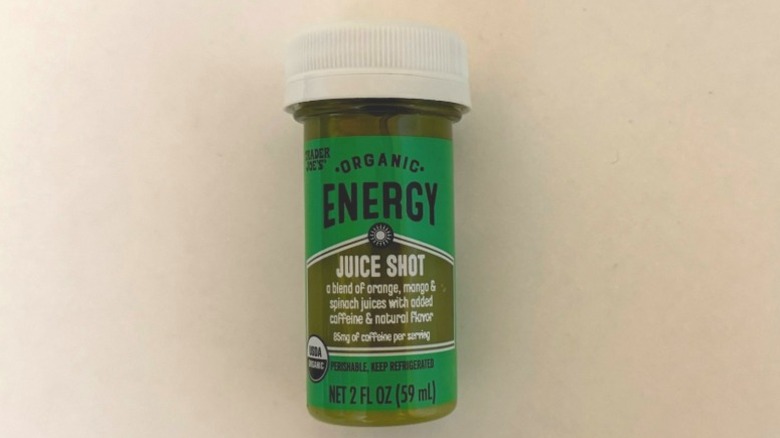 TRADER
JOE'S
•ORGANIC•
ENERGY
JUICE SHOT
a blend of orange, mango &
spinach juices with added
caffeine & natural flavor
85mg of caffeine per serving
USDA
ORGANIC
PERISHABLE, KEEP REFRIGERATED
NET 2 FL OZ (59 mL)